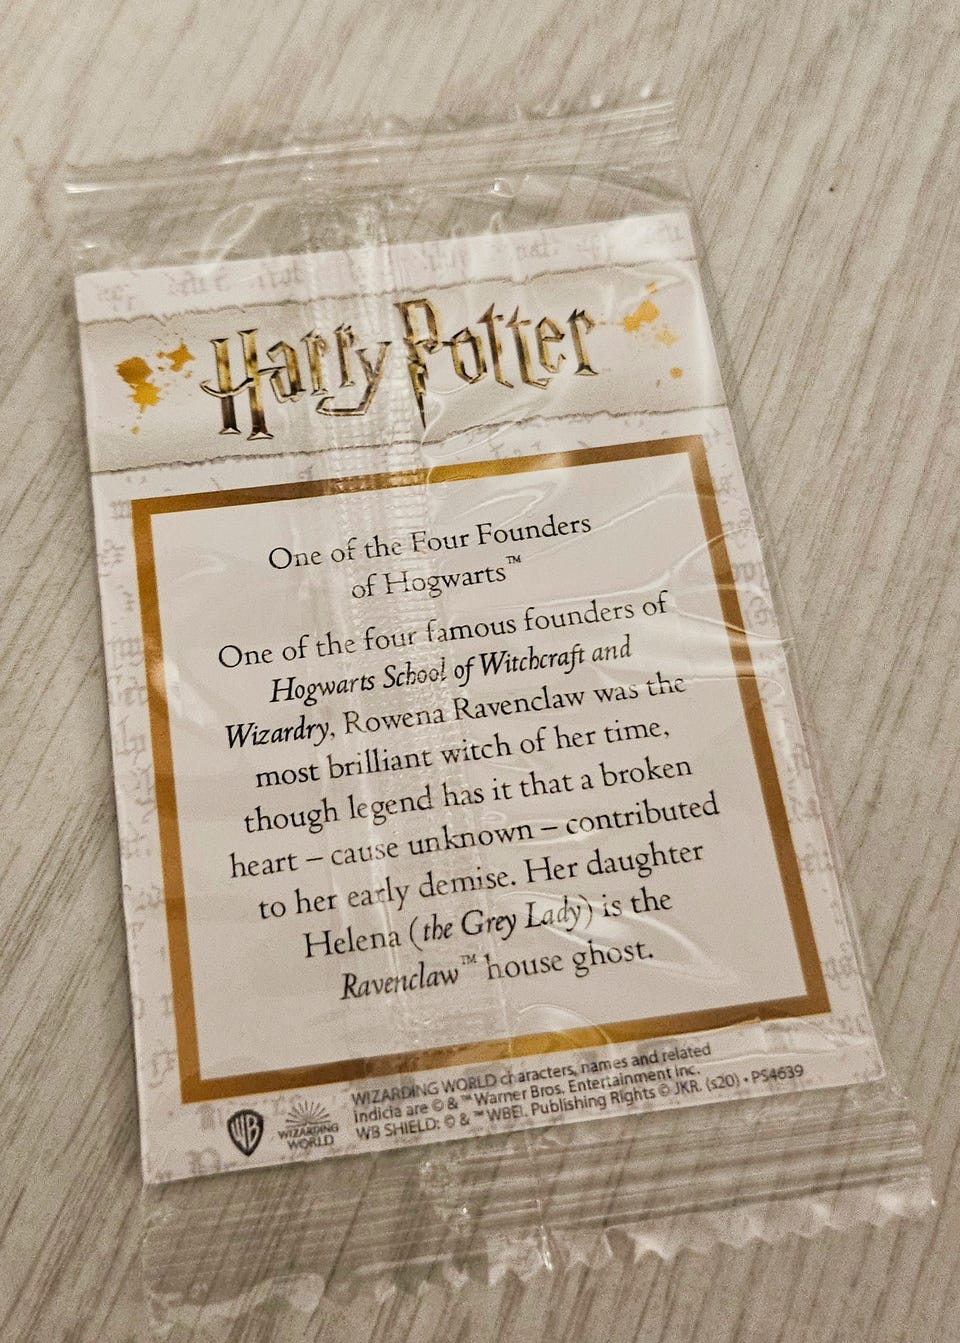 Harry Potter
One of the Four Founders
of Hogwarts™
One of the four famous founders of
Hogwarts School of Witchcraft and
Wizardry, Rowena Ravenclaw was the
most brilliant witch of her time,
though legend has it that a broken
heart – cause unknown – contributed
to her early demise. Her daughter
Helena (the Grey Lady) is the
Ravenclaw™ house ghost.
WB
WIZARDING
WORLD
WIZARDING WORLD characters, names and related
indicia are © & ™ Warner Bros. Entertainment Inc.
WB SHIELD: © & ™ WBEI. Publishing Rights © JKR. (s20) • PS4639